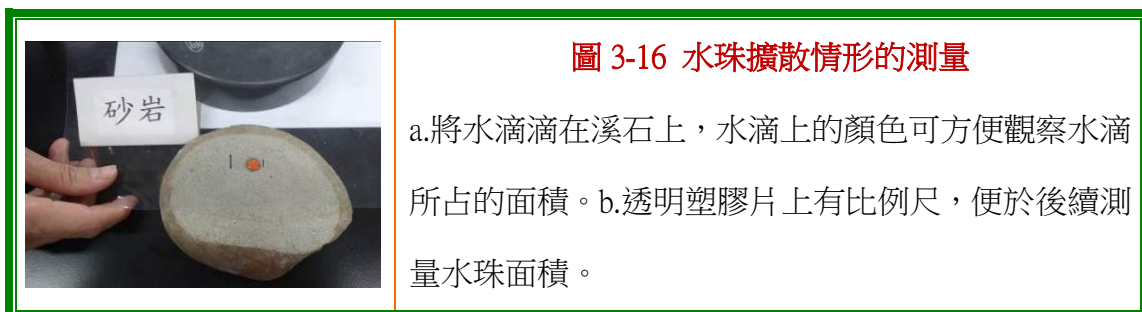 砂岩
圖 3-16 水珠擴散情形的測量
a.將水滴滴在溪石上，水滴上的顏色可方便觀察水滴
所占的面積。b.透明塑膠片上有比例尺，便於後續測
量水珠面積。